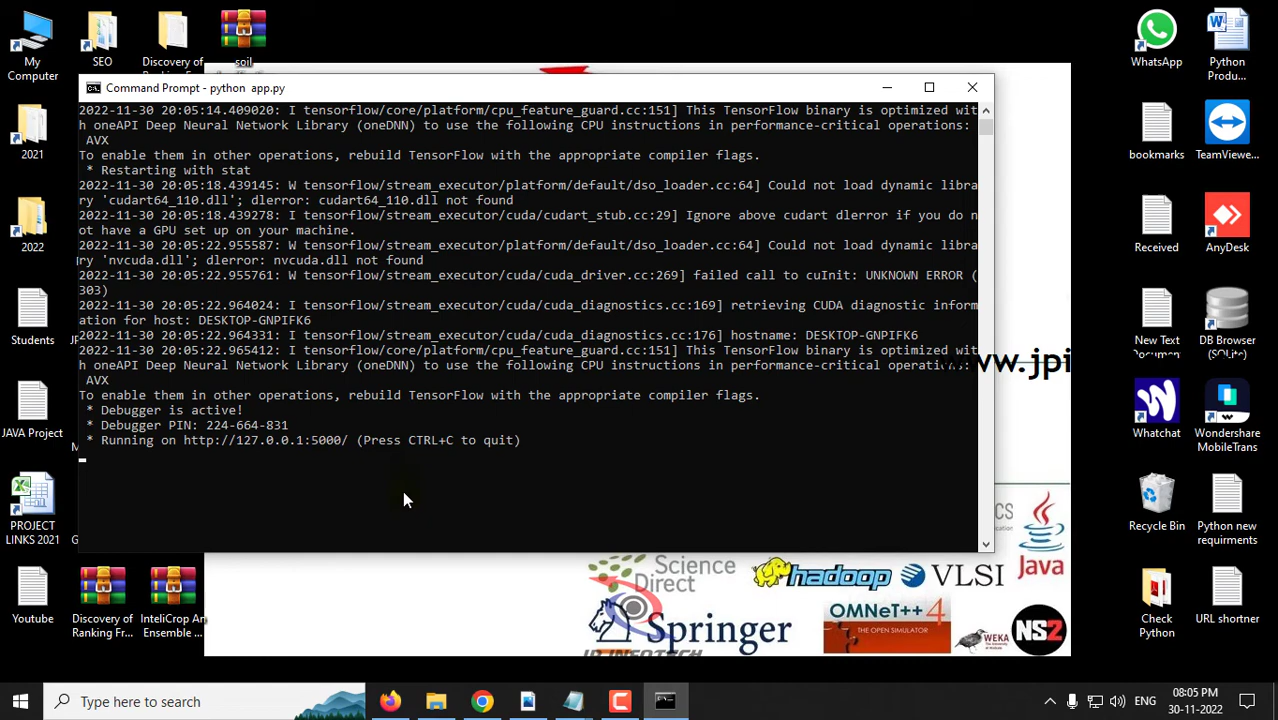 My
Computer
SEO
Discovery of
Ranking Fr...
soil
2021
2022
Students
JAVA Project
PROJECT
LINKS 2021
Youtube
Discovery of
Ranking Fr...
InteliCrop An
Ensemble ...
Command Prompt - python  app.py
2022-11-30 20:05:14.409020: I tensorflow/core/platform/cpu_feature_guard.cc:151] This TensorFlow binary is optimized wit
h oneAPI Deep Neural Network Library (oneDNN) to use the following CPU instructions in performance-critical operations:
AVX
To enable them in other operations, rebuild TensorFlow with the appropriate compiler flags.
* Restarting with stat
2022-11-30 20:05:18.439145: W tensorflow/stream_executor/platform/default/dso_loader.cc:64] Could not load dynamic libra
ry 'cudart64_110.dll'; dlerror: cudart64_110.dll not found
2022-11-30 20:05:18.439278: I tensorflow/stream_executor/cuda/cudart_stub.cc:29] Ignore above cudart dlerror if you do n
ot have a GPU set up on your machine.
2022-11-30 20:05:22.955587: W tensorflow/stream_executor/platform/default/dso_loader.cc:64] Could not load dynamic libra
ry 'nvcuda.dll'; dlerror: nvcuda.dll not found
2022-11-30 20:05:22.955761: W tensorflow/stream_executor/cuda/cuda_driver.cc:269] failed call to cuInit: UNKNOWN ERROR (
303)
2022-11-30 20:05:22.964024: I tensorflow/stream_executor/cuda/cuda_diagnostics.cc:169] retrieving CUDA diagnostic inform
ation for host: DESKTOP-GNPIFK6
2022-11-30 20:05:22.964331: I tensorflow/stream_executor/cuda/cuda_diagnostics.cc:176] hostname: DESKTOP-GNPIFK6
2022-11-30 20:05:22.965412: I tensorflow/core/platform/cpu_feature_guard.cc:151] This TensorFlow binary is optimized wit
h oneAPI Deep Neural Network Library (oneDNN) to use the following CPU instructions in performance-critical operations:
AVX
To enable them in other operations, rebuild TensorFlow with the appropriate compiler flags.
* Debugger is active!
* Debugger PIN: 224-664-831
* Running on http://127.0.0.1:5000/ (Press CTRL+C to quit)
www.jpi
Science
Direct
hadoop
VLSI
Java
Springer
OMNeT++ 4
THE OPEN SIMULATOR
WEKA
NS2
JP INFOTECH
WhatsApp
Python
Produ...
bookmarks
TeamViewe...
Received
AnyDesk
New Text
Documen...
DB Browser
(SQLite)
Whatchat
Wondershare
MobileTrans
Recycle Bin
Python new
requirments
Check
Python
URL shortner
Type here to search
ENG
08:05 PM
30-11-2022